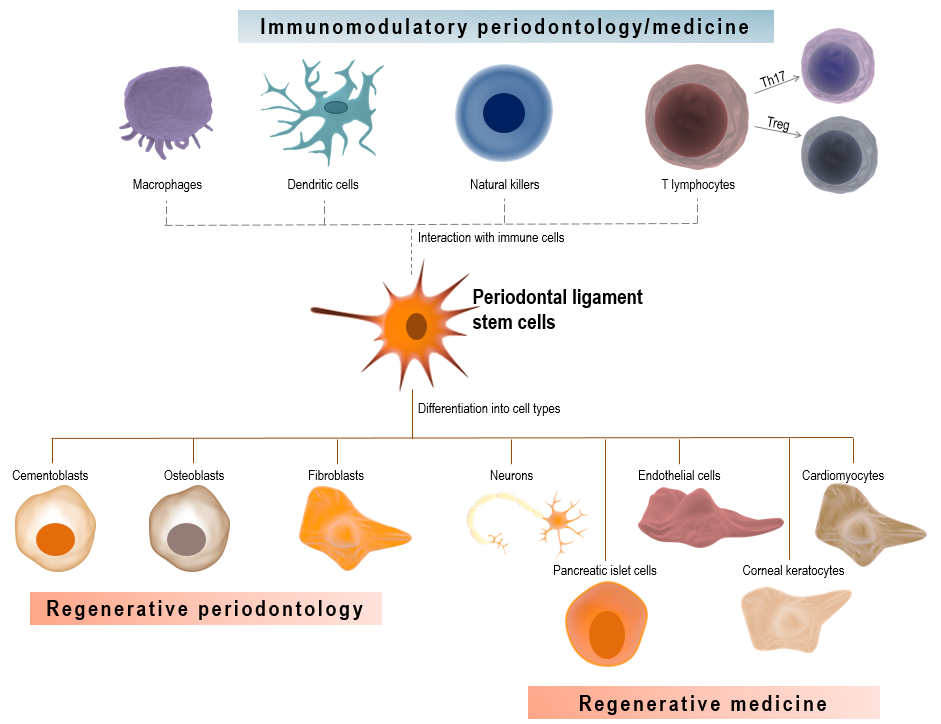 Immunomodulatory periodontology/medicine
Th17
Treg
Macrophages
Dendritic cells
Natural killers
T lymphocytes
Interaction with immune cells
Periodontal ligament
stem cells
Differentiation into cell types
Cementoblasts
Osteoblasts
Fibroblasts
Neurons
Endothelial cells
Cardiomyocytes
Pancreatic islet cells
Corneal keratocytes
Regenerative periodontology
Regenerative medicine